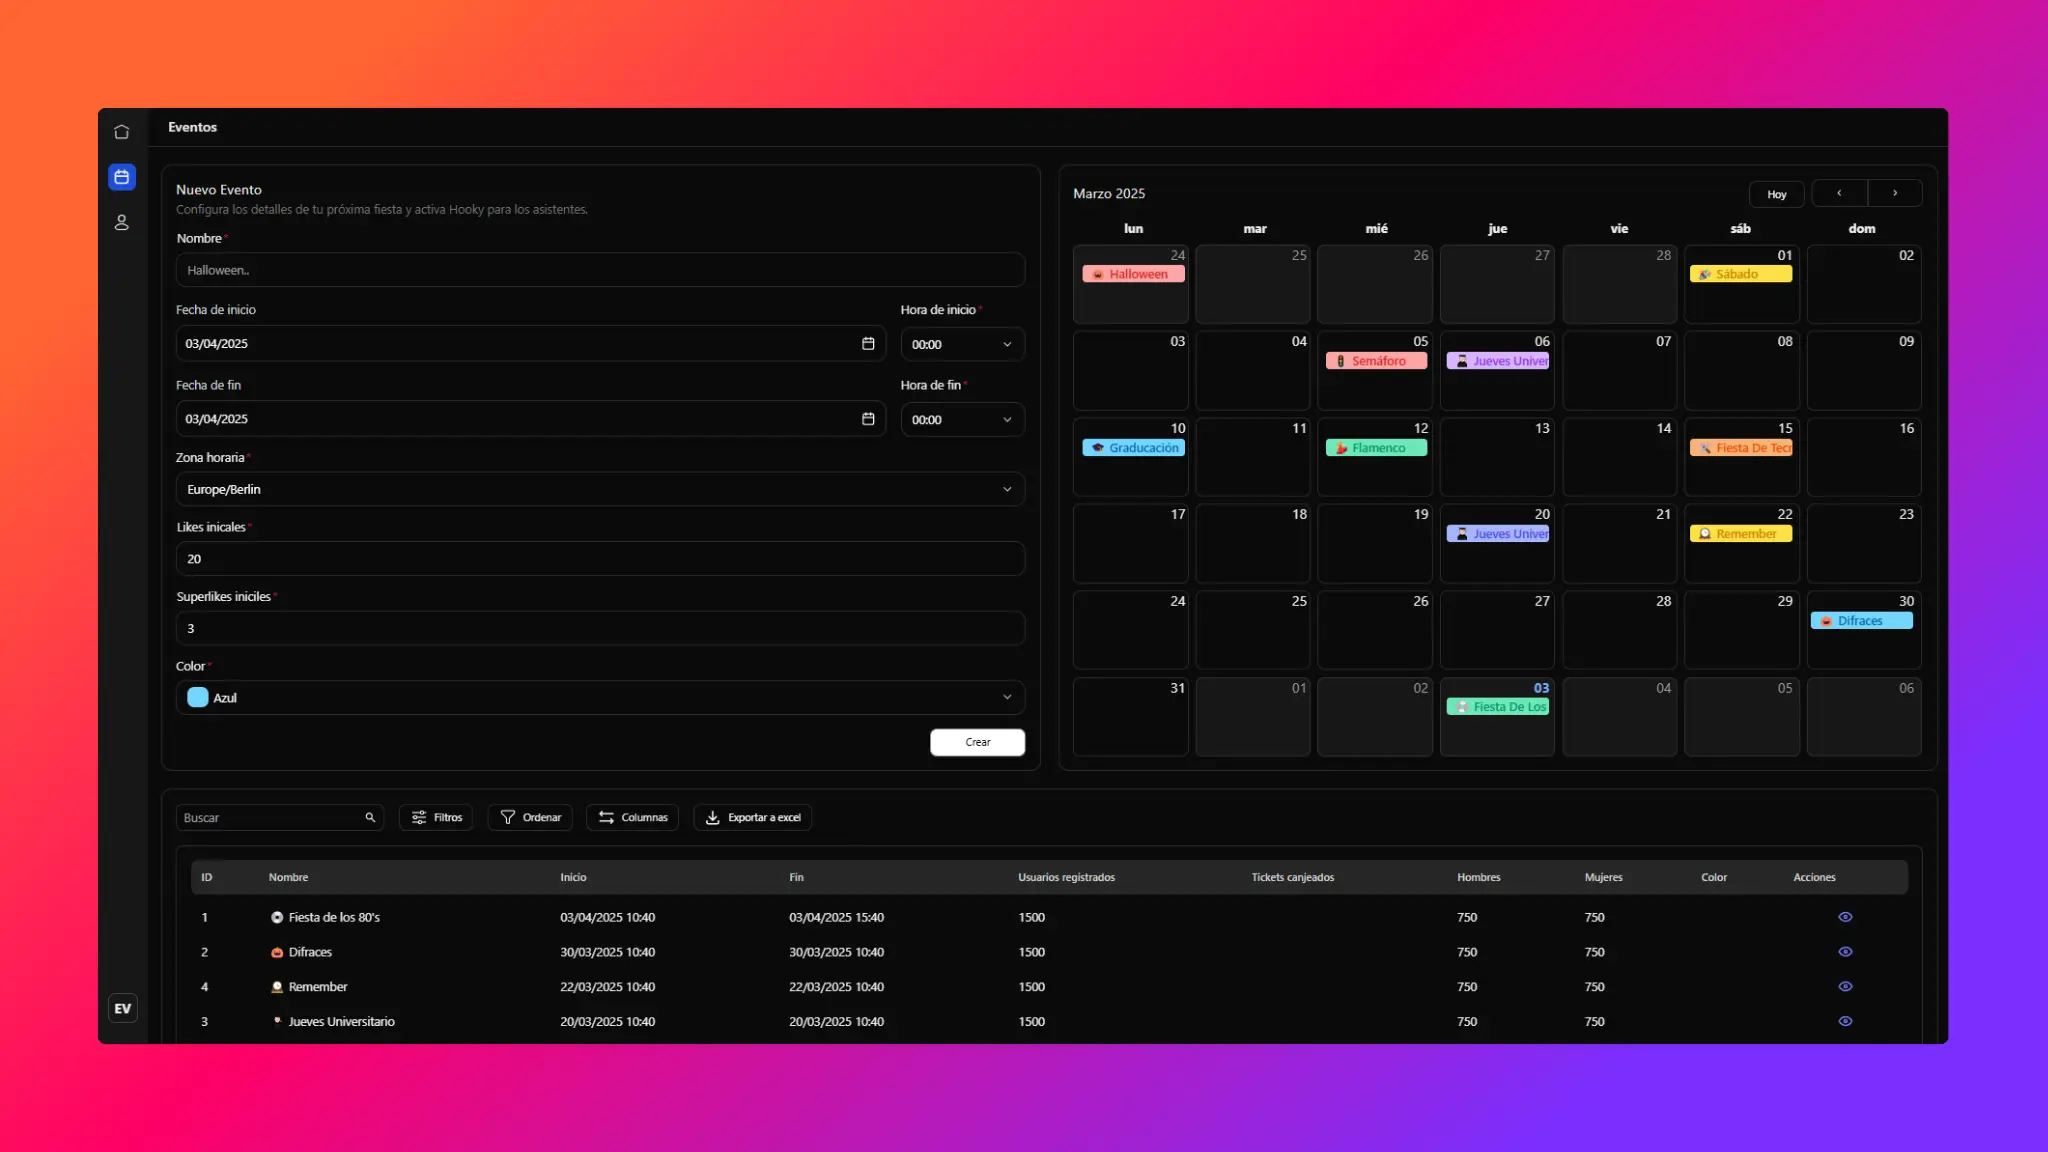 Eventos
Nuevo Evento
Configura los detalles de tu próxima fiesta y activa Hooky para los asistentes.
Nombre*
Halloween..
Fecha de inicio
Hora de inicio*
03/04/2025
00:00
Fecha de fin
Hora de fin*
03/04/2025
00:00
Zona horaria*
Europe/Berlin
Likes inicales*
20
Superlikes iniciles*
3
Color*
Azul
Crear
Marzo 2025
Hoy
lun mar mié jue vie sáb dom
24 25 26 27 28 01 02
Halloween Sábado
03 04 05 06 07 08 09
Semáforo Jueves Univer
10 11 12 13 14 15 16
Graducación Flamenco Fiesta De Tecr
17 18 19 20 21 22 23
Jueves Univer Remember
24 25 26 27 28 29 30
Difraces
31 01 02 03 04 05 06
Fiesta De Los
Buscar Filtros Ordenar Columnas Exportar a excel
ID Nombre Inicio Fin Usuarios registrados Tickets canjeados Hombres Mujeres Color Acciones
1 Fiesta de los 80's 03/04/2025 10:40 03/04/2025 15:40 1500 750 750
2 Difraces 30/03/2025 10:40 30/03/2025 10:40 1500 750 750
4 Remember 22/03/2025 10:40 22/03/2025 10:40 1500 750 750
3 Jueves Universitario 20/03/2025 10:40 20/03/2025 10:40 1500 750 750
EV